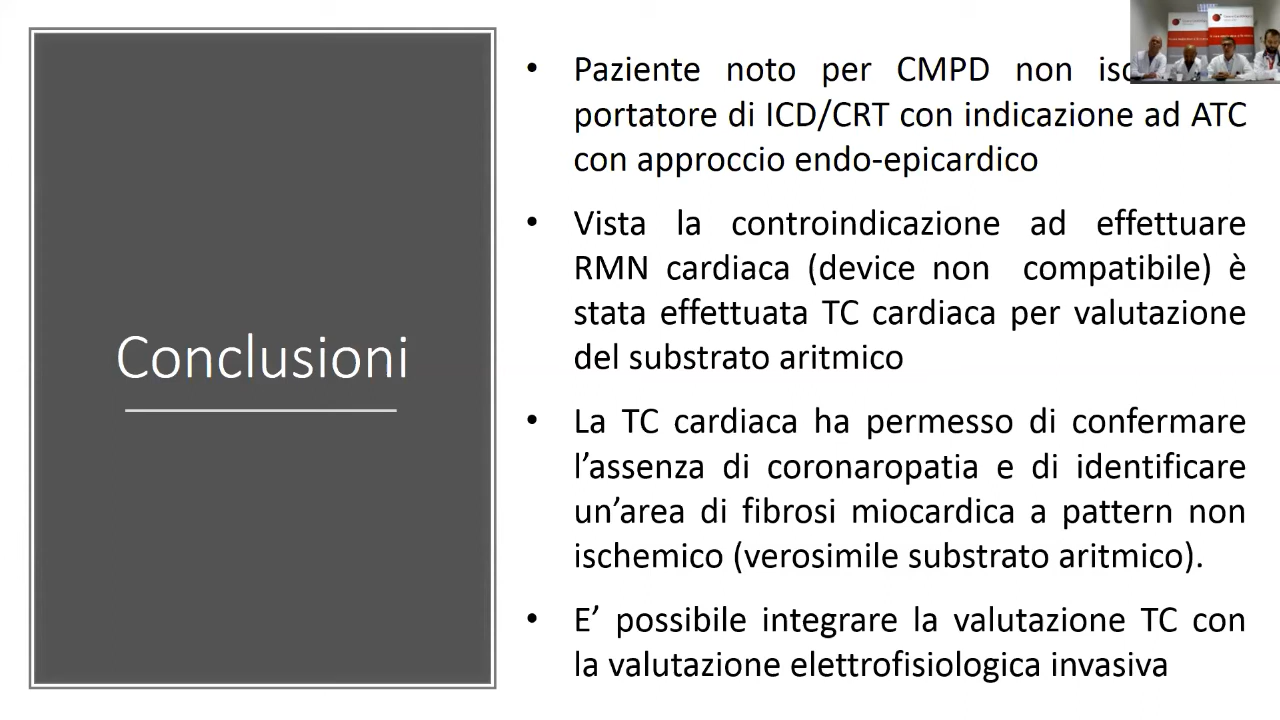 Conclusioni
• Paziente noto per CMPD non
portatore di ICD/CRT con indicazione ad ATC
con approccio endo-epicardico
• Vista la controindicazione ad effettuare
RMN cardiaca (device non compatibile) è
stata effettuata TC cardiaca per valutazione
del substrato aritmico
• La TC cardiaca ha permesso di confermare
l’assenza di coronaropatia e di identificare
un’area di fibrosi miocardica a pattern non
ischemico (verosimile substrato aritmico).
• E’ possibile integrare la valutazione TC con
la valutazione elettrofisiologica invasiva